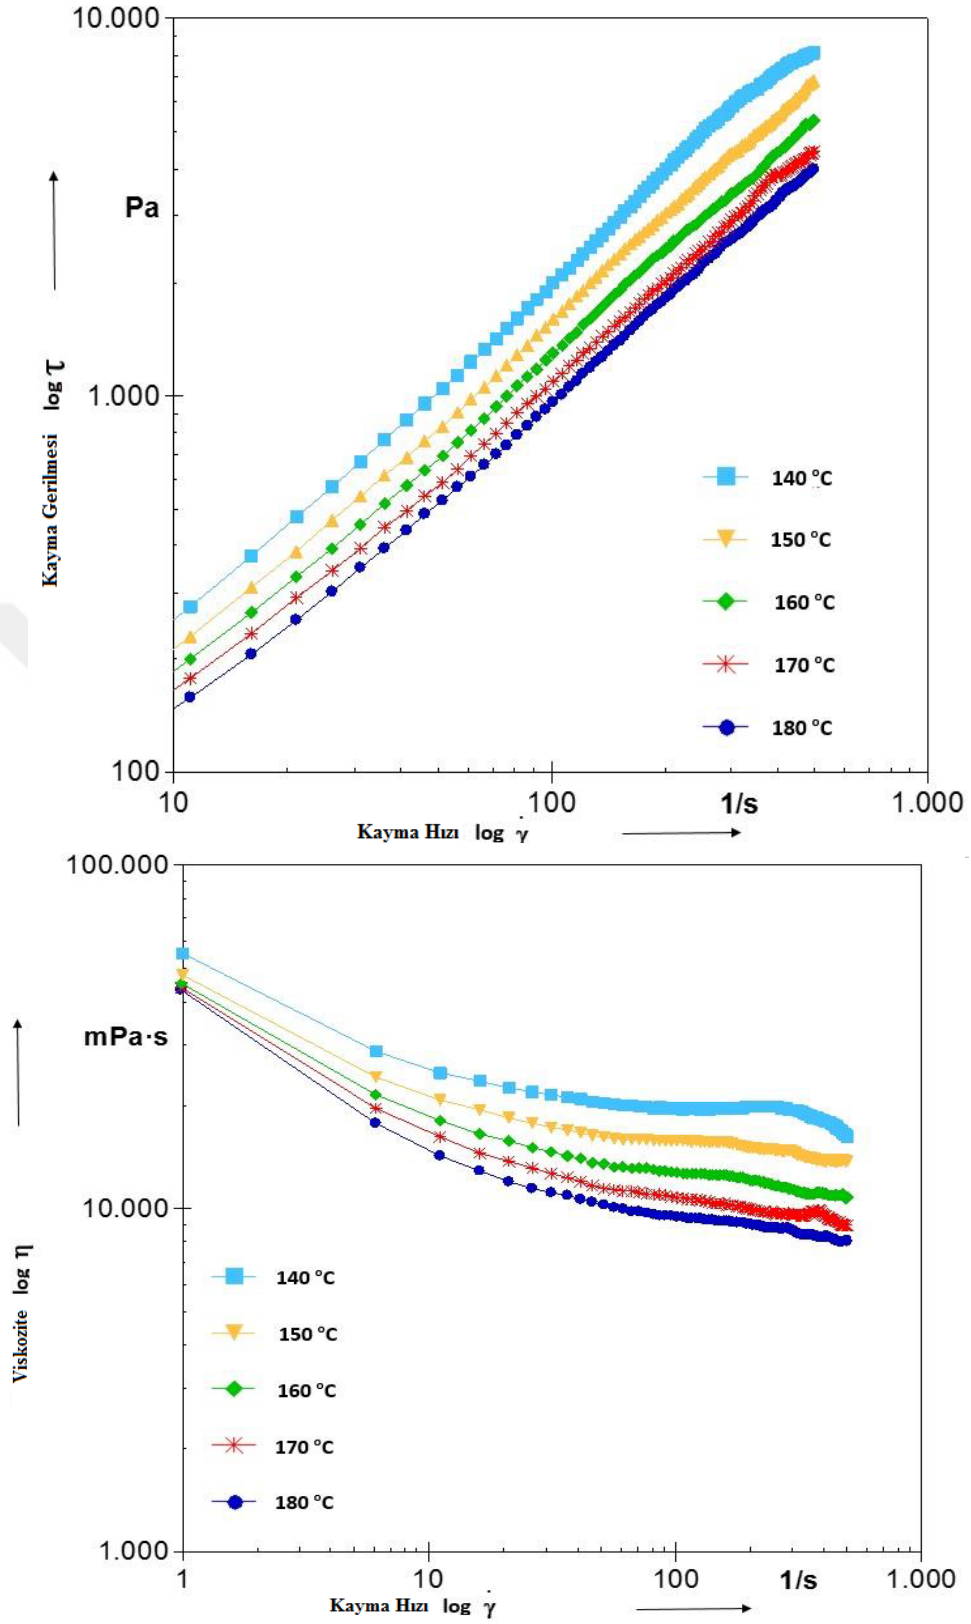 10.000
Pa
Kayma Gerilmesi log τ
1.000
140 °C
150 °C
160 °C
170 °C
180 °C
100
10 100 1/s 1.000
Kayma Hızı log γ̇
100.000
mPa·s
Viskozite log η
10.000
140 °C
150 °C
160 °C
170 °C
180 °C
1.000
1 10 100 1/s 1.000
Kayma Hızı log γ̇